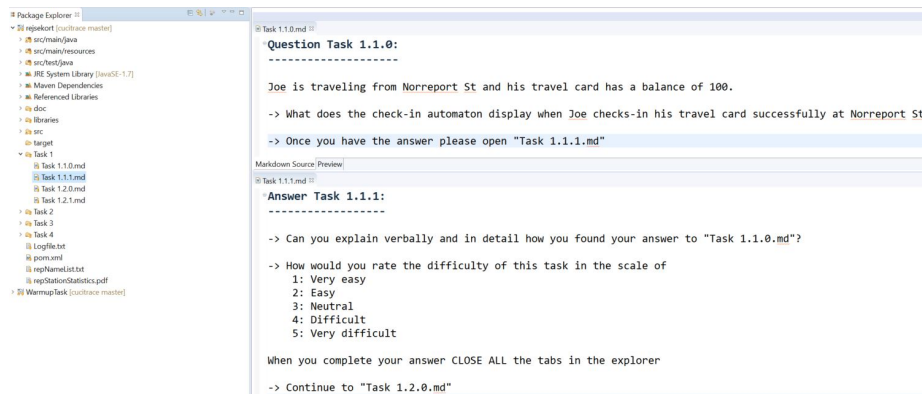 Package Explorer
rejsekort [cucitrace master]
src/main/java
src/main/resources
src/test/java
JRE System Library [JavaSE-1.7]
Maven Dependencies
Referenced Libraries
doc
libraries
src
target
Task 1
Task 1.1.0.md
Task 1.1.1.md
Task 1.2.0.md
Task 1.2.1.md
Task 2
Task 3
Task 4
Logfile.txt
pom.xml
repNameList.txt
repStationStatistics.pdf
WarmupTask [cucitrace master]
Task 1.1.0.md
Question Task 1.1.0:
--------------------
Joe is traveling from Norreport St and his travel card has a balance of 100.
-> What does the check-in automaton display when Joe checks-in his travel card successfully at Norreport St
-> Once you have the answer please open "Task 1.1.1.md"
Markdown Source Preview
Task 1.1.1.md
Answer Task 1.1.1:
------------------
-> Can you explain verbally and in detail how you found your answer to "Task 1.1.0.md"?
-> How would you rate the difficulty of this task in the scale of
1: Very easy
2: Easy
3: Neutral
4: Difficult
5: Very difficult
When you complete your answer CLOSE ALL the tabs in the explorer
-> Continue to "Task 1.2.0.md"